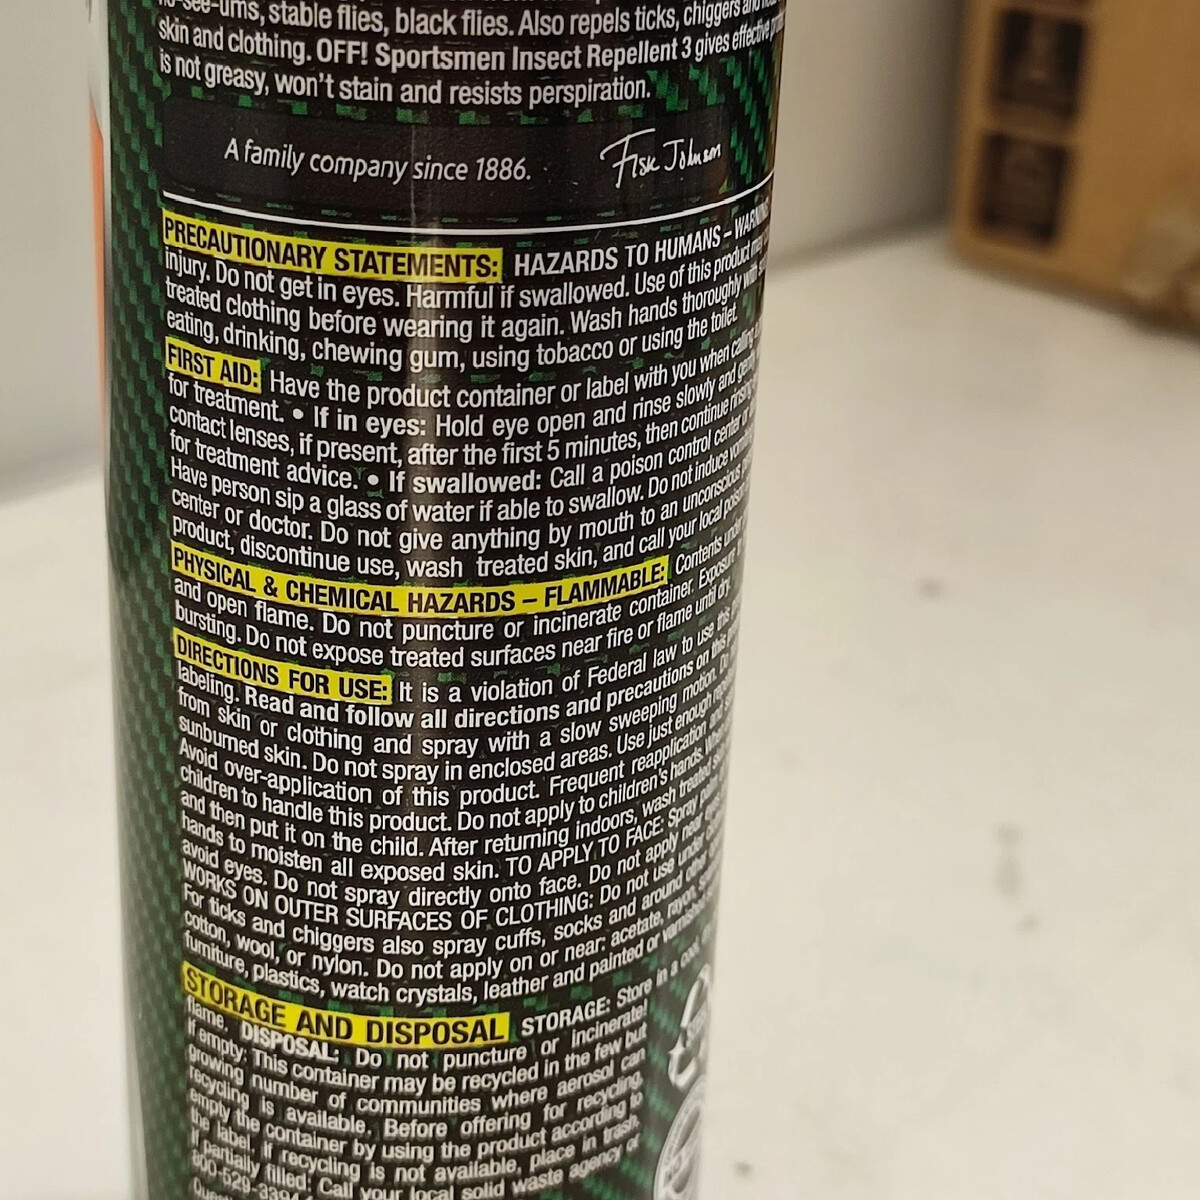 no-see-ums, stable flies, black flies. Also repels ticks, chiggers and
skin and clothing. OFF! Sportsmen Insect Repellent 3 gives effective
is not greasy, won't stain and resists perspiration.
A family company since 1886. Fisk Johnson
PRECAUTIONARY STATEMENTS: HAZARDS TO HUMANS – WARNING
injury. Do not get in eyes. Harmful if swallowed. Use of this product may
treated clothing before wearing it again. Wash hands thoroughly with
eating, drinking, chewing gum, using tobacco or using the toilet.
FIRST AID: Have the product container or label with you when calling
for treatment. • If in eyes: Hold eye open and rinse slowly and
contact lenses, if present, after the first 5 minutes, then continue rinsing
for treatment advice. • If swallowed: Call a poison control center
Have person sip a glass of water if able to swallow. Do not induce
center or doctor. Do not give anything by mouth to an unconscious
product, discontinue use, wash treated skin, and call your local
PHYSICAL & CHEMICAL HAZARDS – FLAMMABLE: Contents under
and open flame. Do not puncture or incinerate container. Exposure
bursting. Do not expose treated surfaces near fire or flame until dry.
DIRECTIONS FOR USE: It is a violation of Federal law to use this
labeling. Read and follow all directions and precautions on this
from skin or clothing and spray with a slow sweeping motion. Do
sunburned skin. Do not spray in enclosed areas. Use just enough
Avoid over-application of this product. Frequent reapplication and
children to handle this product. Do not apply to children's hands.
and then put it on the child. After returning indoors, wash treated
hands to moisten all exposed skin. TO APPLY TO FACE: Spray
avoid eyes. Do not spray directly onto face. Do not apply near
WORKS ON OUTER SURFACES OF CLOTHING: Do not use under
For ticks and chiggers also spray cuffs, socks and around other
cotton, wool, or nylon. Do not apply on or near: acetate, rayon,
furniture, plastics, watch crystals, leather and painted or varnished
STORAGE AND DISPOSAL STORAGE: Store in a cool,
flame. DISPOSAL: Do not puncture or incinerate!
If empty: This container may be recycled in the few but
growing number of communities where aerosol can
recycling is available. Before offering for recycling,
empty the container by using the product according to
the label. If recycling is not available, place in trash.
If partially filled: Call your local solid waste agency or